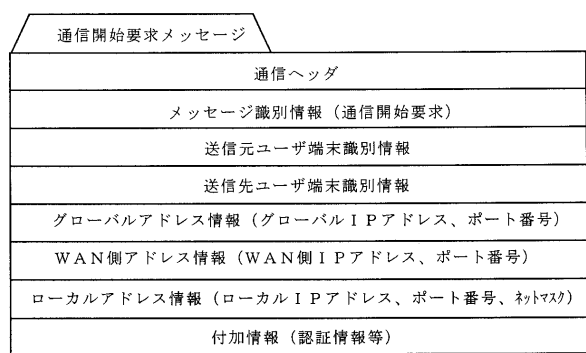 通信開始要求メッセージ
通信ヘッダ
メッセージ識別情報（通信開始要求）
送信元ユーザ端末識別情報
送信先ユーザ端末識別情報
グローバルアドレス情報（グローバルＩＰアドレス、ポート番号）
ＷＡＮ側アドレス情報（ＷＡＮ側ＩＰアドレス、ポート番号）
ローカルアドレス情報（ローカルＩＰアドレス、ポート番号、ﾈｯﾄﾏｽｸ）
付加情報（認証情報等）